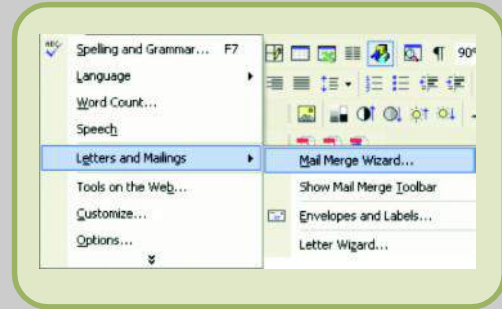 Spelling and Grammar... F7
Language
Word Count...
Speech
Letters and Mailings
Tools on the Web...
Customize...
Options...
90°
Mail Merge Wizard...
Show Mail Merge Toolbar
Envelopes and Labels...
Letter Wizard...